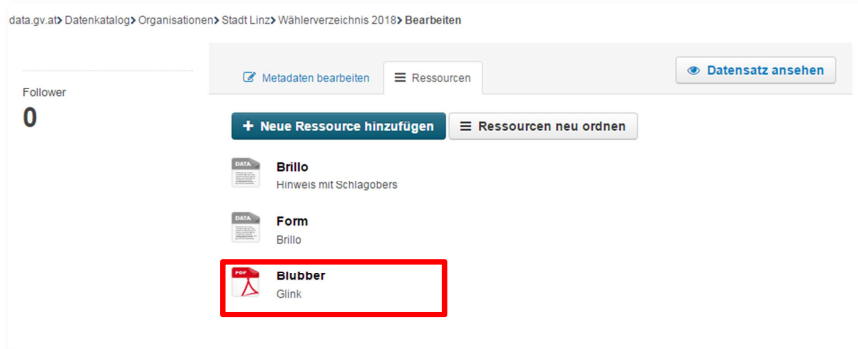 data.gv.at> Datenkatalog> Organisationen> Stadt Linz> Wählerverzeichnis 2018> Bearbeiten
Follower
0
Metadaten bearbeiten
Ressourcen
Datensatz ansehen
+ Neue Ressource hinzufügen
Ressourcen neu ordnen
DATA
Brillo
Hinweis mit Schlagobers
DATA
Form
Brillo
PDF
Blubber
Glink